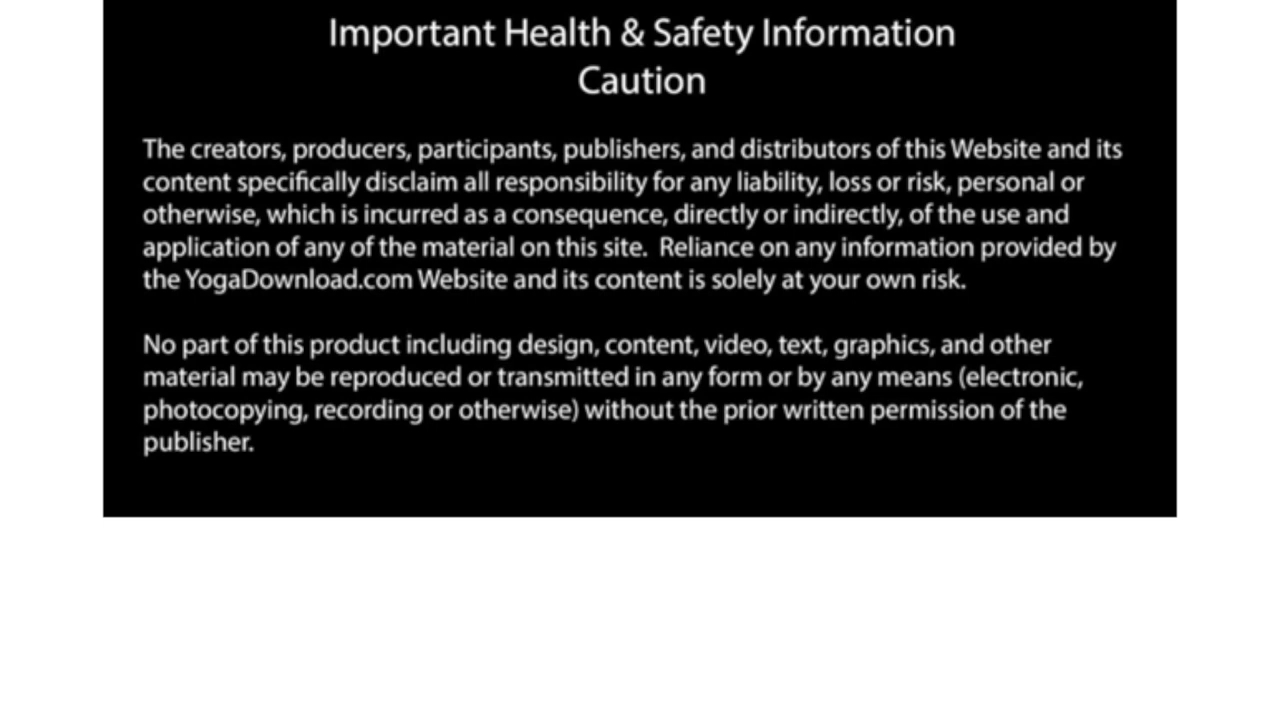 Important Health & Safety Information
Caution
The creators, producers, participants, publishers, and distributors of this Website and its
content specifically disclaim all responsibility for any liability, loss or risk, personal or
otherwise, which is incurred as a consequence, directly or indirectly, of the use and
application of any of the material on this site.  Reliance on any information provided by
the YogaDownload.com Website and its content is solely at your own risk.
No part of this product including design, content, video, text, graphics, and other
material may be reproduced or transmitted in any form or by any means (electronic,
photocopying, recording or otherwise) without the prior written permission of the
publisher.